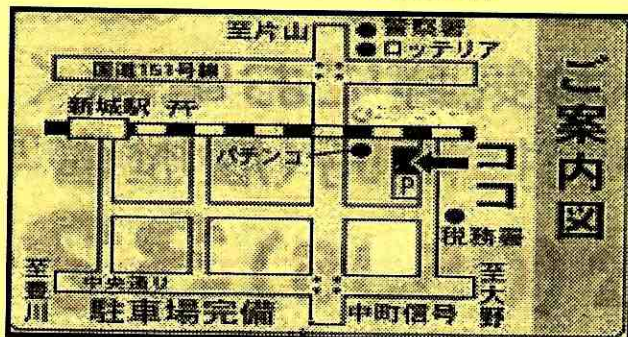 ご案内図
至片山
警察署
ロッテリア
国道151号線
新城駅
パチンコ
P
ココ
税務署
至豊川
中央通り
至大野
駐車場完備
中町信号